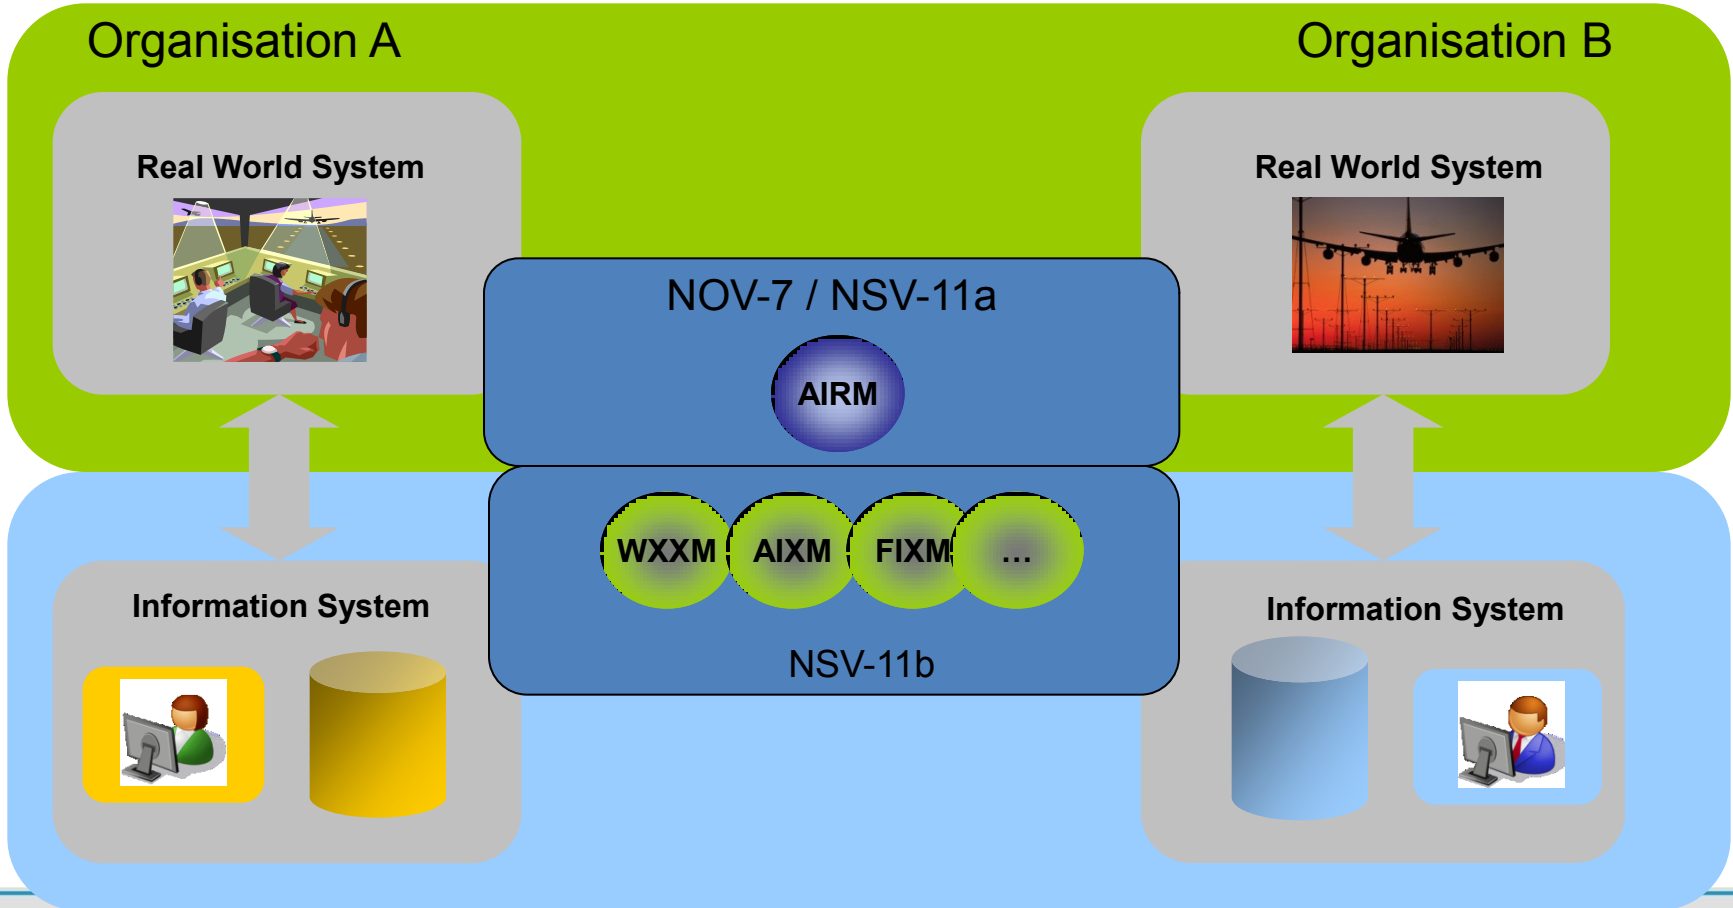 Organisation A
Organisation B
Real World System
Real World System
NOV-7 / NSV-11a
AIRM
WXXM AIXM FIXM ...
Information System
Information System
NSV-11b